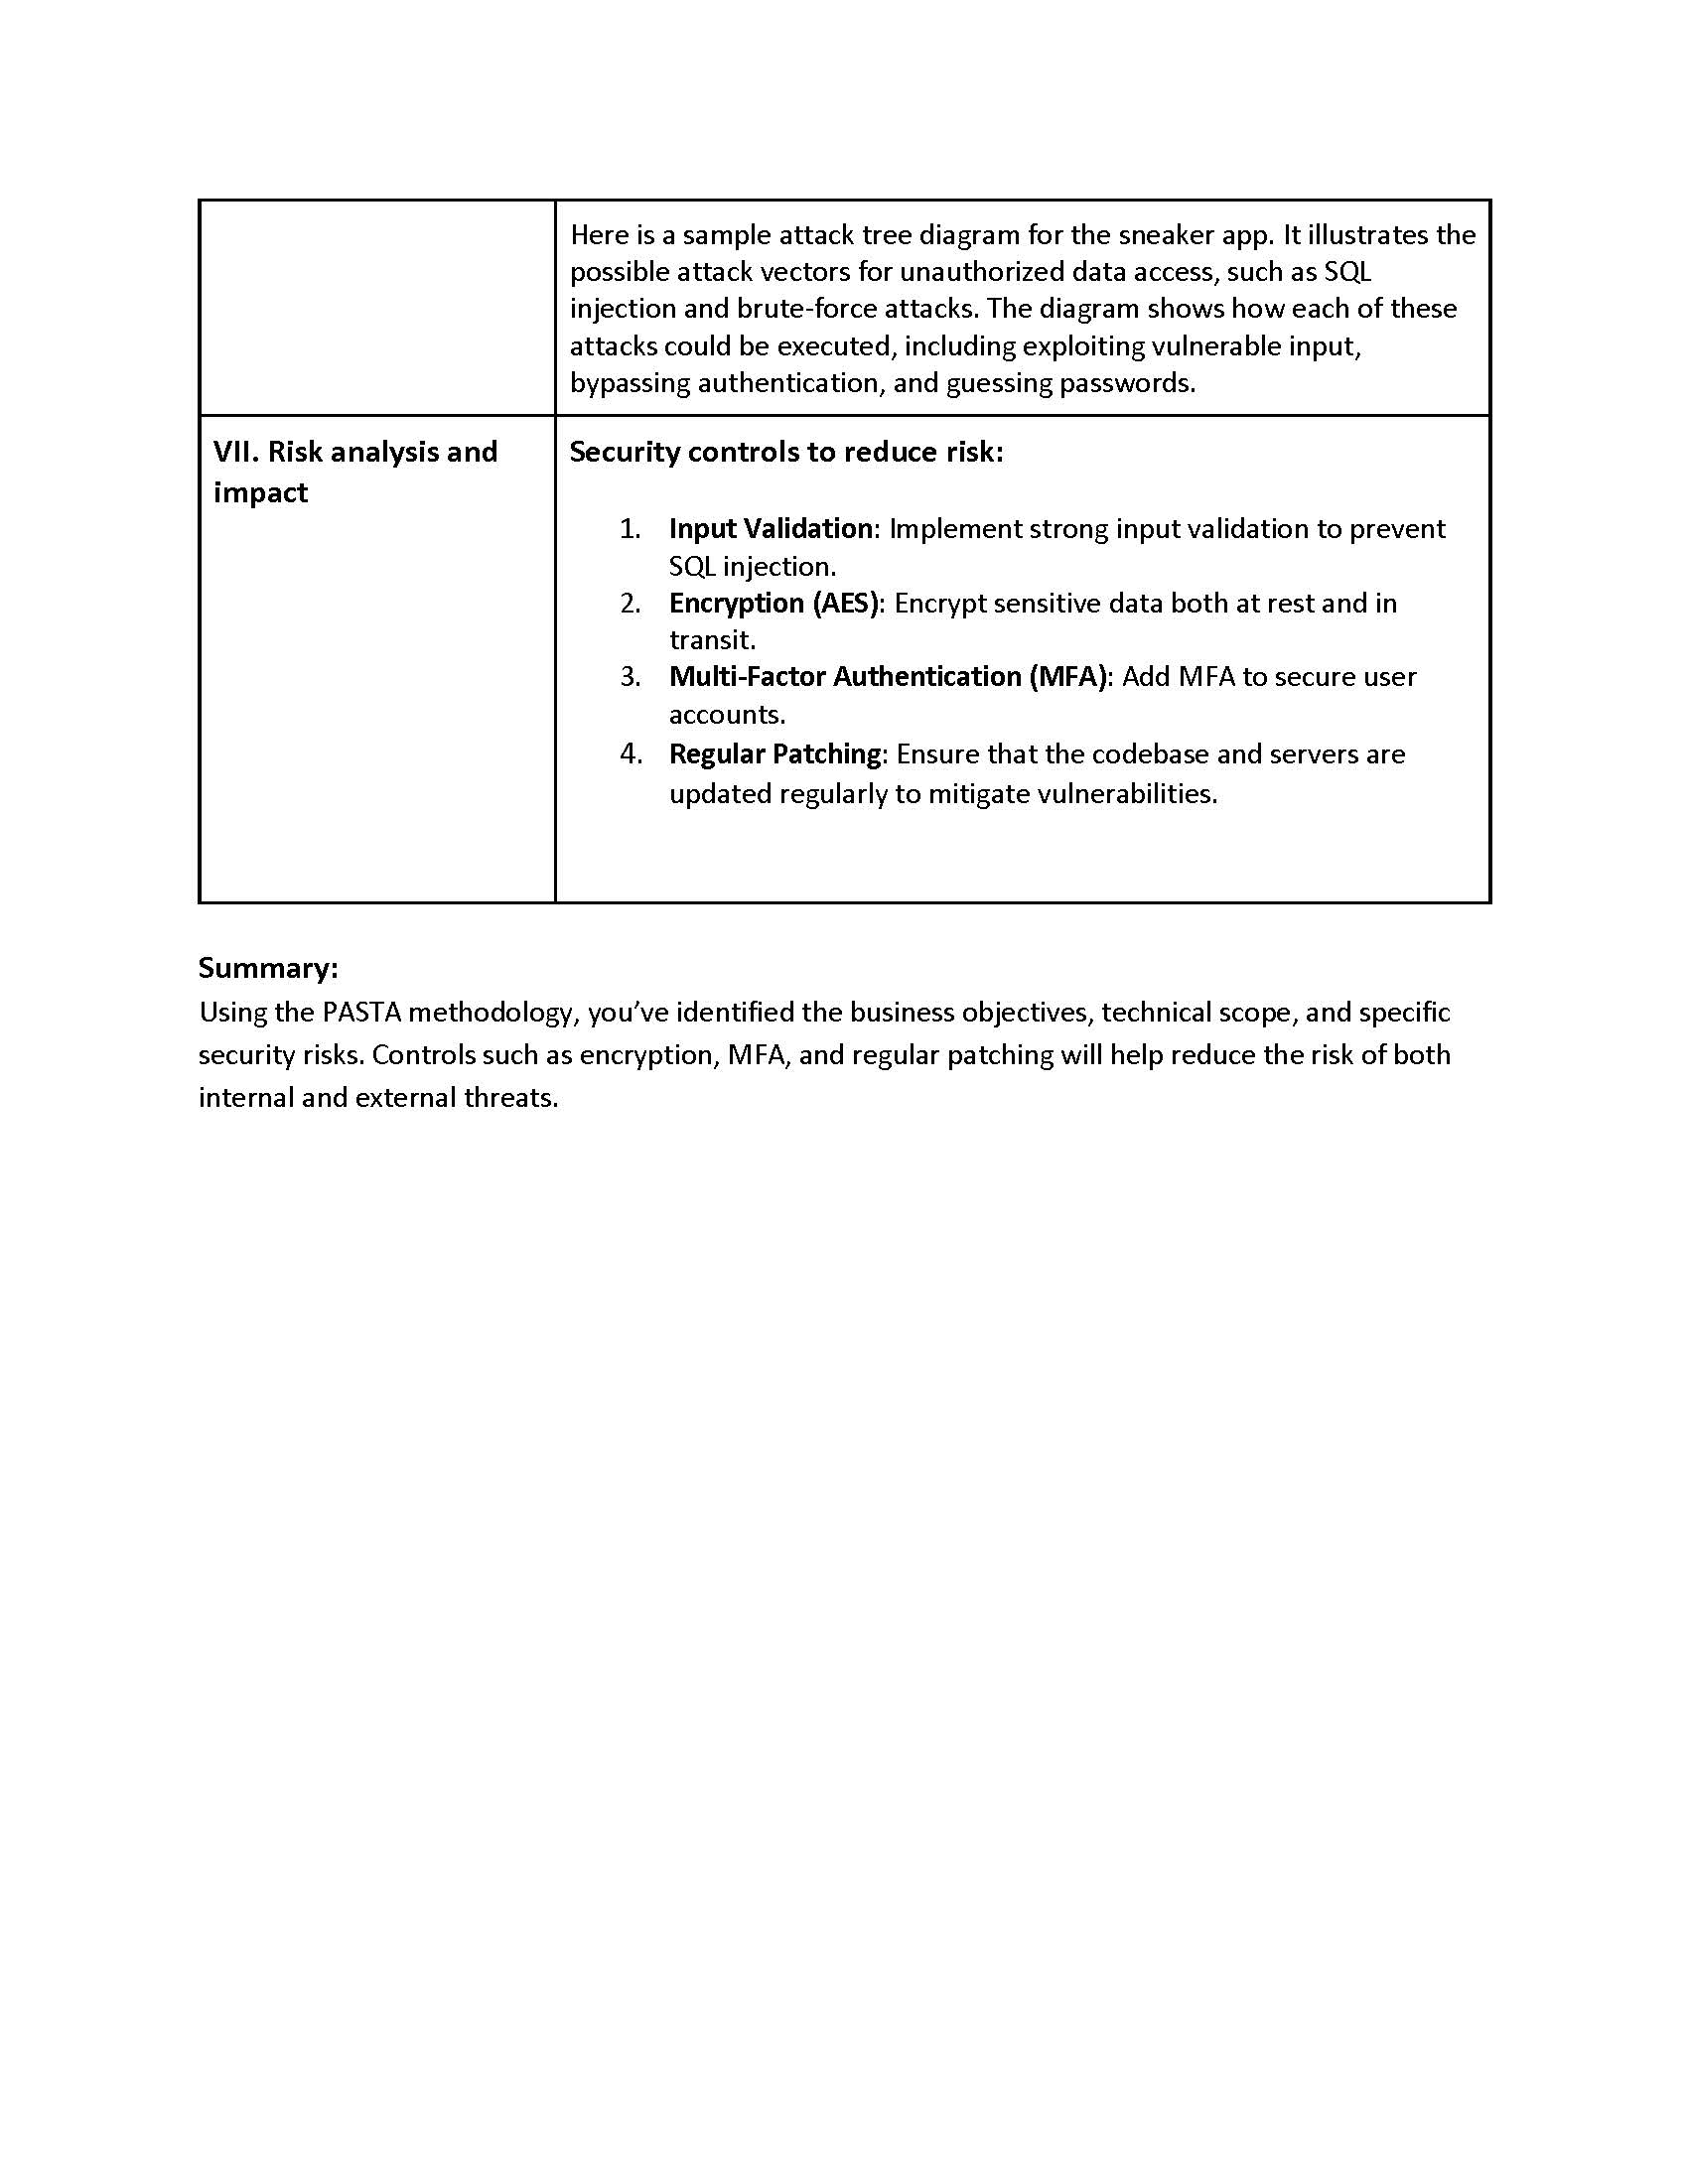 Here is a sample attack tree diagram for the sneaker app. It illustrates the
possible attack vectors for unauthorized data access, such as SQL
injection and brute-force attacks. The diagram shows how each of these
attacks could be executed, including exploiting vulnerable input,
bypassing authentication, and guessing passwords.
VII. Risk analysis and
impact
Security controls to reduce risk:
1. Input Validation: Implement strong input validation to prevent
SQL injection.
2. Encryption (AES): Encrypt sensitive data both at rest and in
transit.
3. Multi-Factor Authentication (MFA): Add MFA to secure user
accounts.
4. Regular Patching: Ensure that the codebase and servers are
updated regularly to mitigate vulnerabilities.
Summary:
Using the PASTA methodology, you’ve identified the business objectives, technical scope, and specific
security risks. Controls such as encryption, MFA, and regular patching will help reduce the risk of both
internal and external threats.